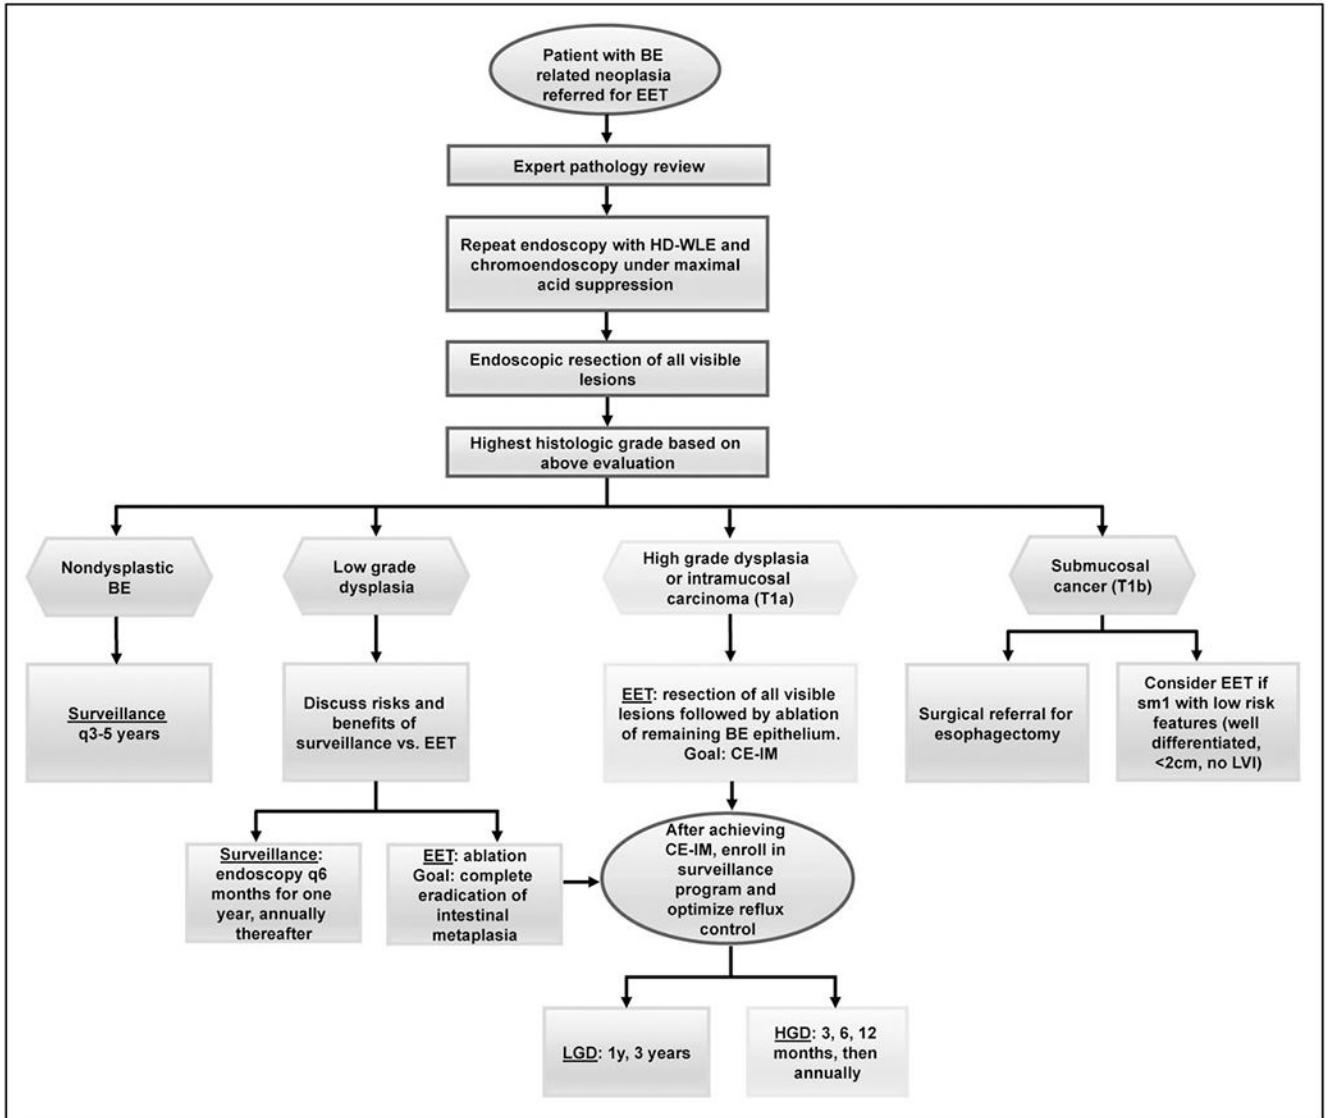 Patient with BE
related neoplasia
referred for EET
Expert pathology review
Repeat endoscopy with HD-WLE and
chromoendoscopy under maximal
acid suppression
Endoscopic resection of all visible
lesions
Highest histologic grade based on
above evaluation
Nondysplastic
BE
Low grade
dysplasia
High grade dysplasia
or intramucosal
carcinoma (T1a)
Submucosal
cancer (T1b)
Surveillance
q3-5 years
Discuss risks and
benefits of
surveillance vs. EET
EET: resection of all visible
lesions followed by ablation
of remaining BE epithelium.
Goal: CE-IM
Surgical referral for
esophagectomy
Consider EET if
sm1 with low risk
features (well
differentiated,
<2cm, no LVI)
Surveillance:
endoscopy q6
months for one
year, annually
thereafter
EET: ablation
Goal: complete
eradication of
intestinal
metaplasia
After achieving
CE-IM, enroll in
surveillance
program and
optimize reflux
control
LGD: 1y, 3 years
HGD: 3, 6, 12
months, then
annually